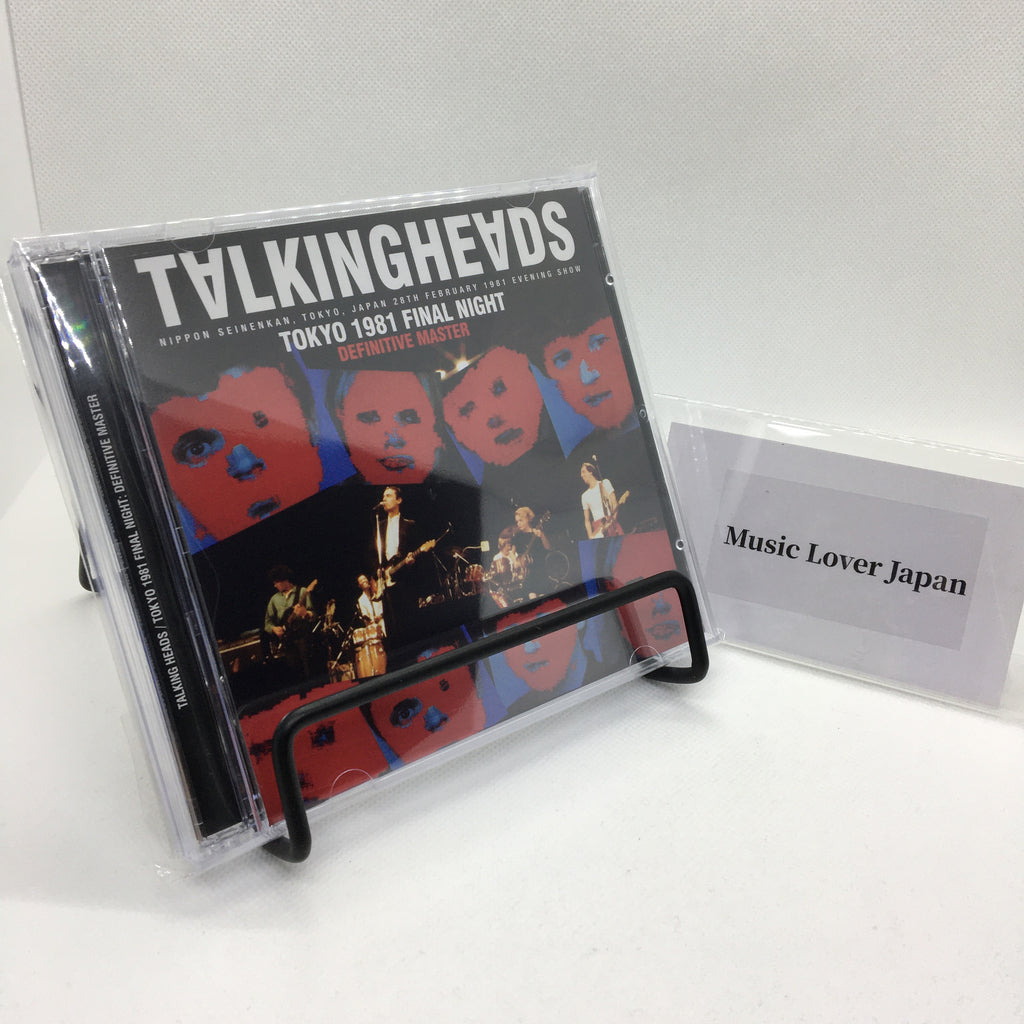 TALKINGHEADS
NIPPON SEINENKAN, TOKYO, JAPAN 28TH FEBRUARY 1981 EVENING SHOW
TOKYO 1981 FINAL NIGHT
DEFINITIVE MASTER
TALKING HEADS / TOKYO 1981 FINAL NIGHT: DEFINITIVE MASTER
Music Lover Japan